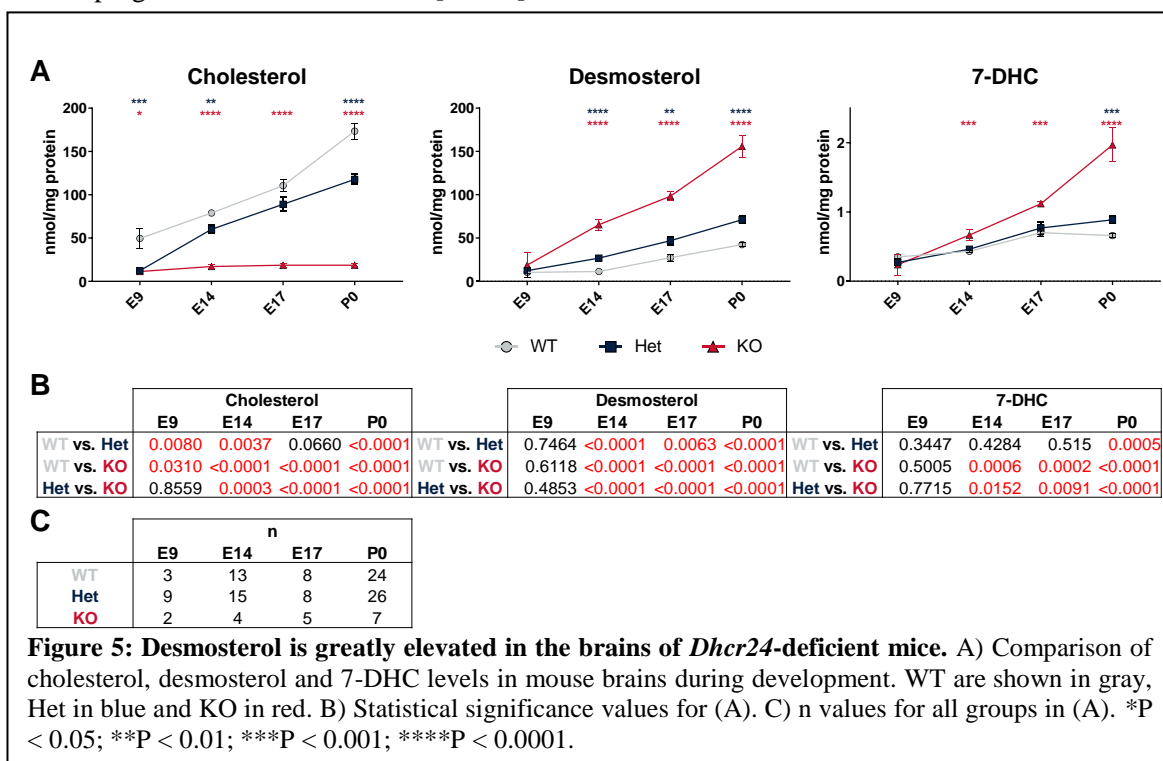 A
Cholesterol
Desmosterol
7-DHC
*** ** ****
* **** **** ****
**** ** ****
**** **** ****
***
*** *** ****
nmol/mg protein
200
150
100
50
0
E9 E14 E17 P0
nmol/mg protein
200
150
100
50
0
E9 E14 E17 P0
nmol/mg protein
2
1
0
E9 E14 E17 P0
WT Het KO
B
Cholesterol
E9 E14 E17 P0
WT vs. Het 0.0080 0.0037 0.0660 <0.0001
WT vs. KO 0.0310 <0.0001 <0.0001 <0.0001
Het vs. KO 0.8559 0.0003 <0.0001 <0.0001
Desmosterol
E9 E14 E17 P0
WT vs. Het 0.7464 <0.0001 0.0063 <0.0001
WT vs. KO 0.6118 <0.0001 <0.0001 <0.0001
Het vs. KO 0.4853 <0.0001 <0.0001 <0.0001
7-DHC
E9 E14 E17 P0
WT vs. Het 0.3447 0.4284 0.515 0.0005
WT vs. KO 0.5005 0.0006 0.0002 <0.0001
Het vs. KO 0.7715 0.0152 0.0091 <0.0001
C
n
E9 E14 E17 P0
WT 3 13 8 24
Het 9 15 8 26
KO 2 4 5 7
Figure 5: Desmosterol is greatly elevated in the brains of Dhcr24-deficient mice. A) Comparison of
cholesterol, desmosterol and 7-DHC levels in mouse brains during development. WT are shown in gray,
Het in blue and KO in red. B) Statistical significance values for (A). C) n values for all groups in (A). *P
< 0.05; **P < 0.01; ***P < 0.001; ****P < 0.0001.